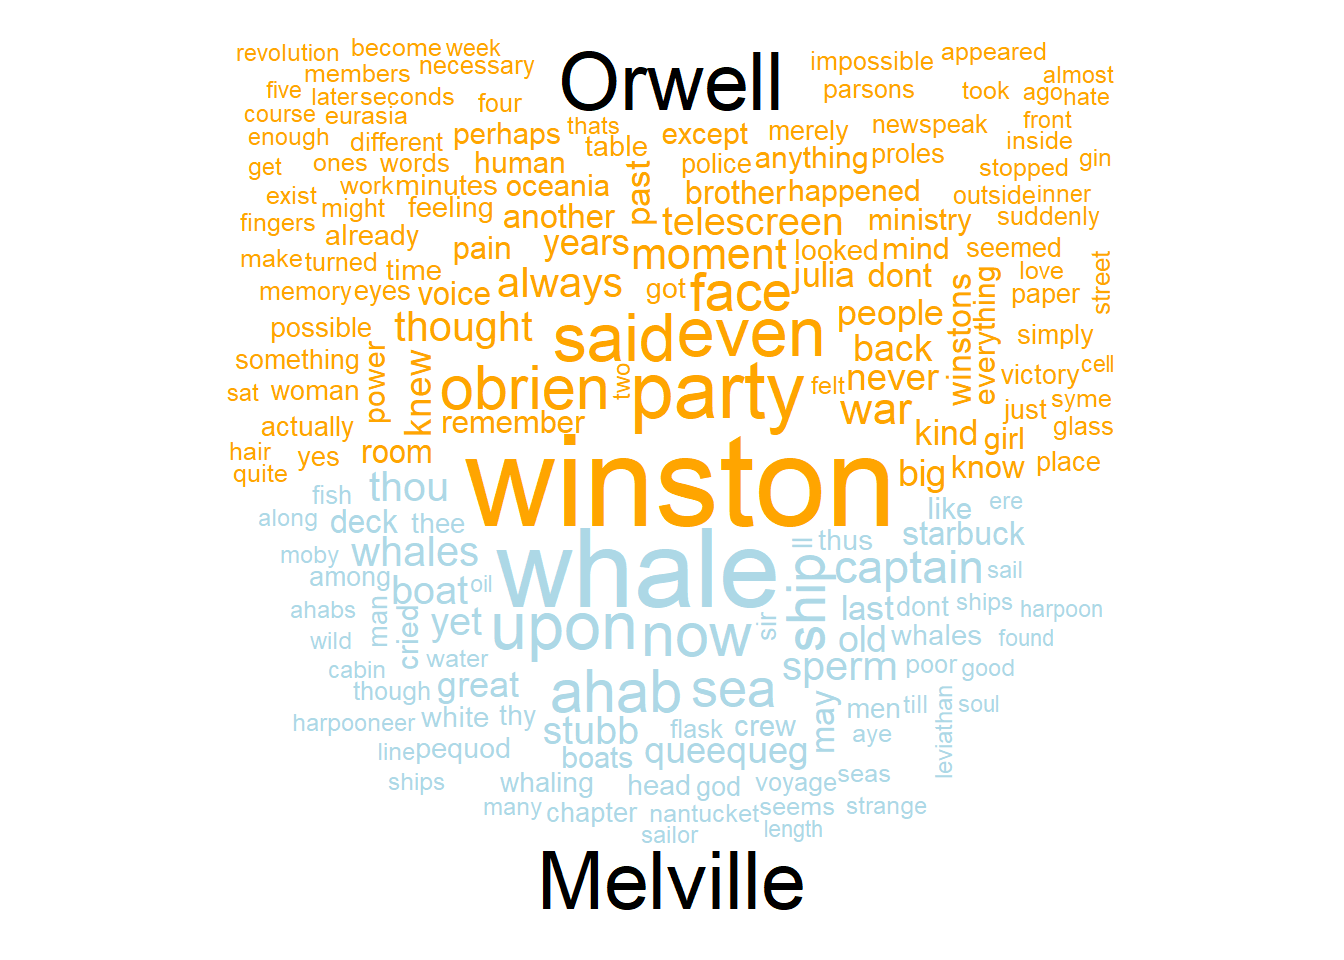 revolution become week Orwell impossible appeared
members necessary parsons almost
five later seconds four took ago hate
course eurasia perhaps thats except merely newspeak front
enough different table inside
get ones words human past police anything proles stopped gin
exist work minutes oceania brother happened outside inner
fingers might feeling another telescreen ministry suddenly
already pain years moment looked mind seemed
make turned time always got face julia dont love street
memory eyes voice people winstons everything paper
possible thought said even back simply
something power knew obrien two party felt never victory cell
sat woman remember war just syme
actually kind girl glass
hair yes room winston big know place
quite
fish thou like ere
along deck thee whale ll thus starbuck
moby whales ship captain sail
among boat oil
ahabs man cried yet upon now sir last dont ships harpoon
wild old whales found
cabin water sperm poor good
though great ahab sea may men till soul
harpooneer white thy stubb flask crew aye leviathan
line pequod boats queequeg
ships whaling head god voyage seas
many chapter nantucket seems strange
sailor length
Melville